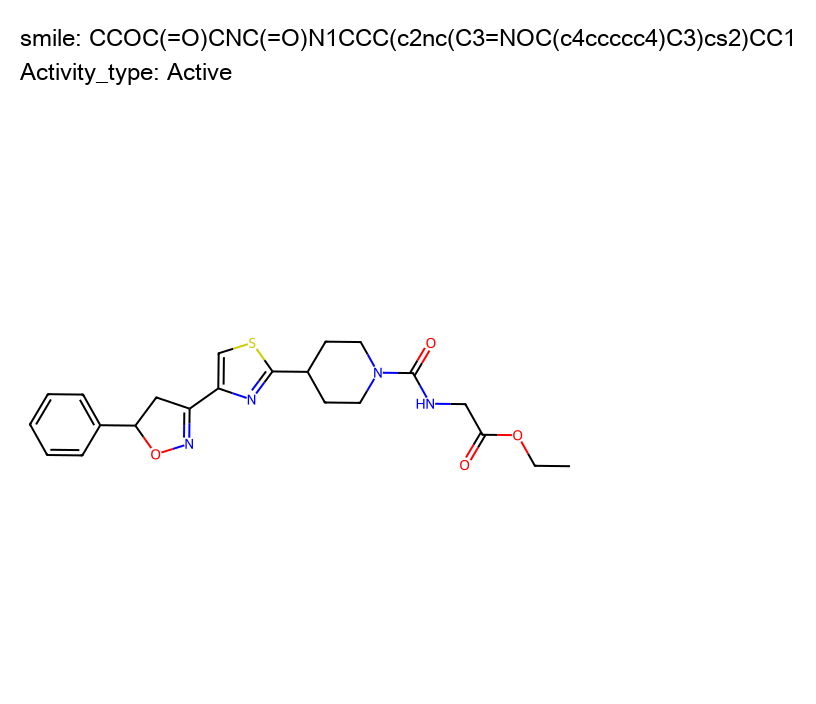 smile: CCOC(=O)CNC(=O)N1CCC(c2nc(C3=NOC(c4ccccc4)C3)cs2)CC1
Activity_type: Active
S
O
N
N
HN
N
O
O
O